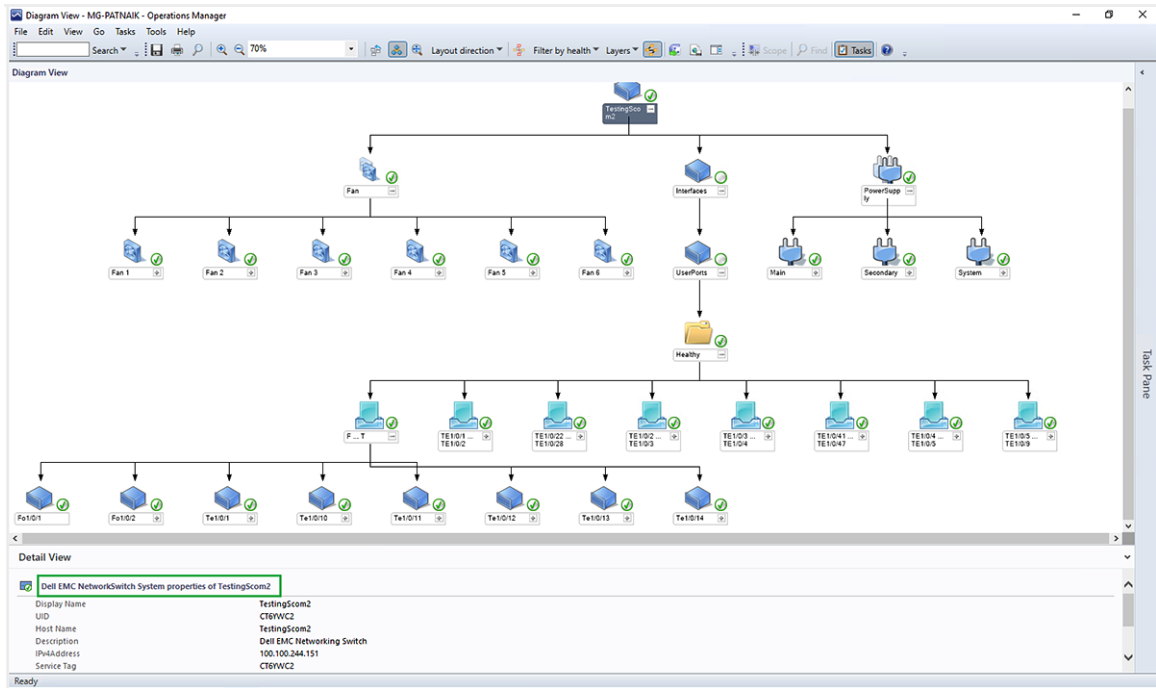 Diagram View - MG-PATNAIK - Operations Manager
File Edit View Go Tasks Tools Help
Search 70% Layout direction Filter by health Layers Scope Find Tasks
Diagram View
TestingSco
m2
Fan Interfaces PowerSupp
ly
Fan 1 Fan 2 Fan 3 Fan 4 Fan 5 Fan 6 UserPorts Main Secondary System
Healthy
Task Pane
F ... T TE1/0/1 ... TE1/0/22 ... TE1/0/2 ... TE1/0/3 ... TE1/0/41 ... TE1/0/4 ... TE1/0/5 ...
TE1/0/2 TE1/0/28 TE1/0/3 TE1/0/4 TE1/0/47 TE1/0/5 TE1/0/9
Fo1/0/1 Fo1/0/2 Te1/0/1 Te1/0/10 Te1/0/11 Te1/0/12 Te1/0/13 Te1/0/14
Detail View
Dell EMC NetworkSwitch System properties of TestingScom2
Display Name TestingScom2
UID CT6YWC2
Host Name TestingScom2
Description Dell EMC Networking Switch
IPv4Address 100.100.244.151
Service Tag CT6YWC2
Ready